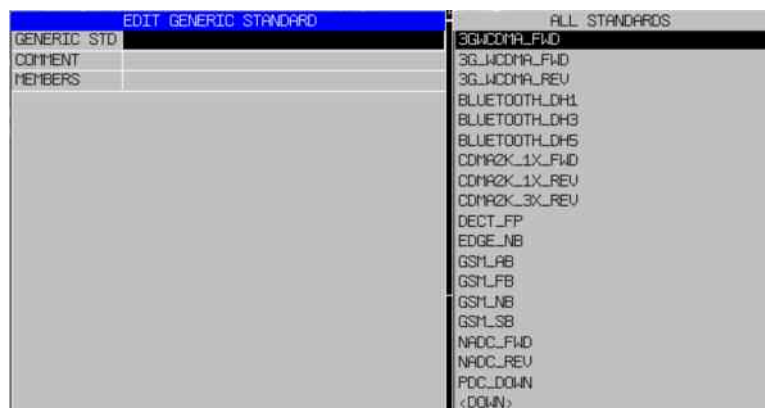 EDIT GENERIC STANDARD
GENERIC STD
COMMENT
MEMBERS
ALL STANDARDS
3GWCDMA_FWD
3G_WCDMA_FWD
3G_WCDMA_REV
BLUETOOTH_DH1
BLUETOOTH_DH3
BLUETOOTH_DH5
CDMA2K_1X_FWD
CDMA2K_1X_REV
CDMA2K_3X_REV
DECT_FP
EDGE_NB
GSM_AB
GSM_FB
GSM_NB
GSM_SB
NADC_FWD
NADC_REV
PDC_DOWN
<DOWN>